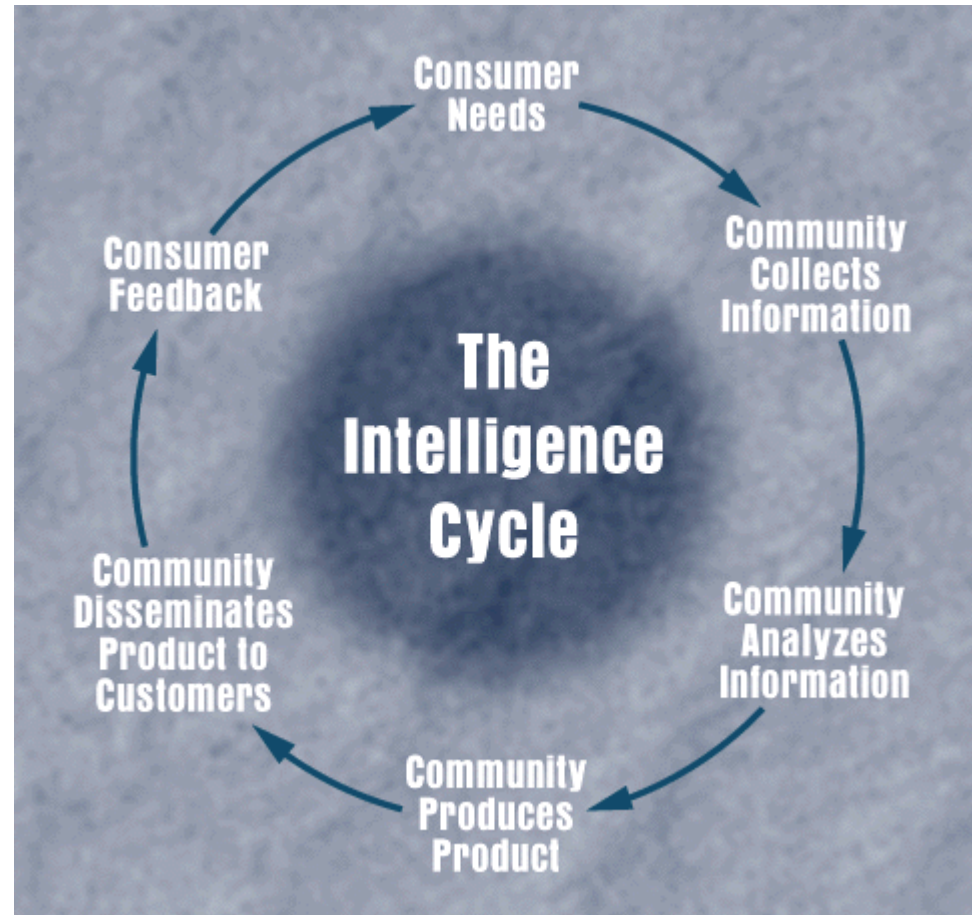 Consumer
Needs
Community
Collects
Information
Community
Analyzes
Information
Community
Produces
Product
Community
Disseminates
Product to
Customers
Consumer
Feedback
The
Intelligence
Cycle